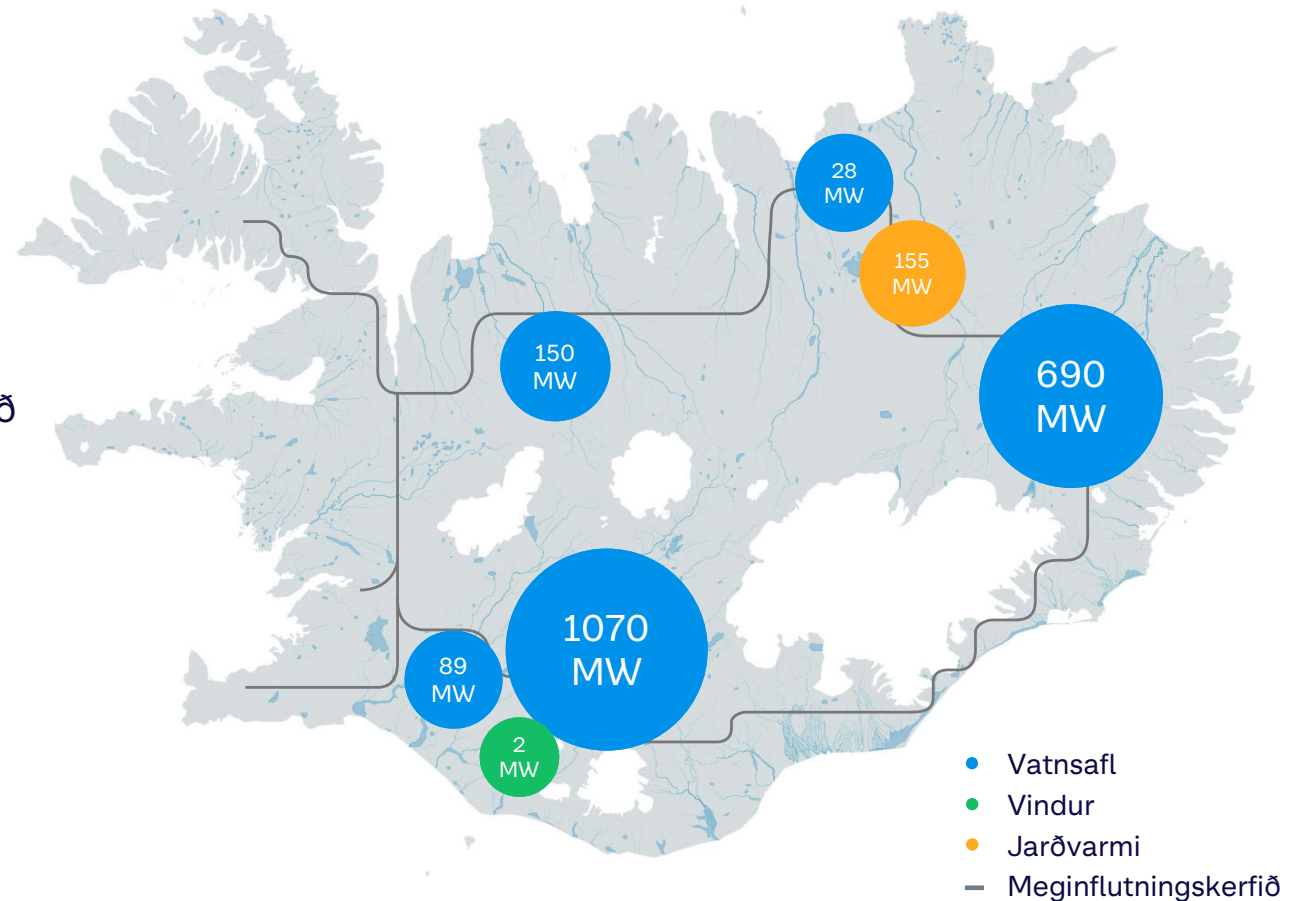 28
MW
155
MW
150
MW
690
MW
ð
1070
MW
89
MW
2
MW
Vatnsafl
Vindur
Jarðvarmi
Meginflutningskerfið